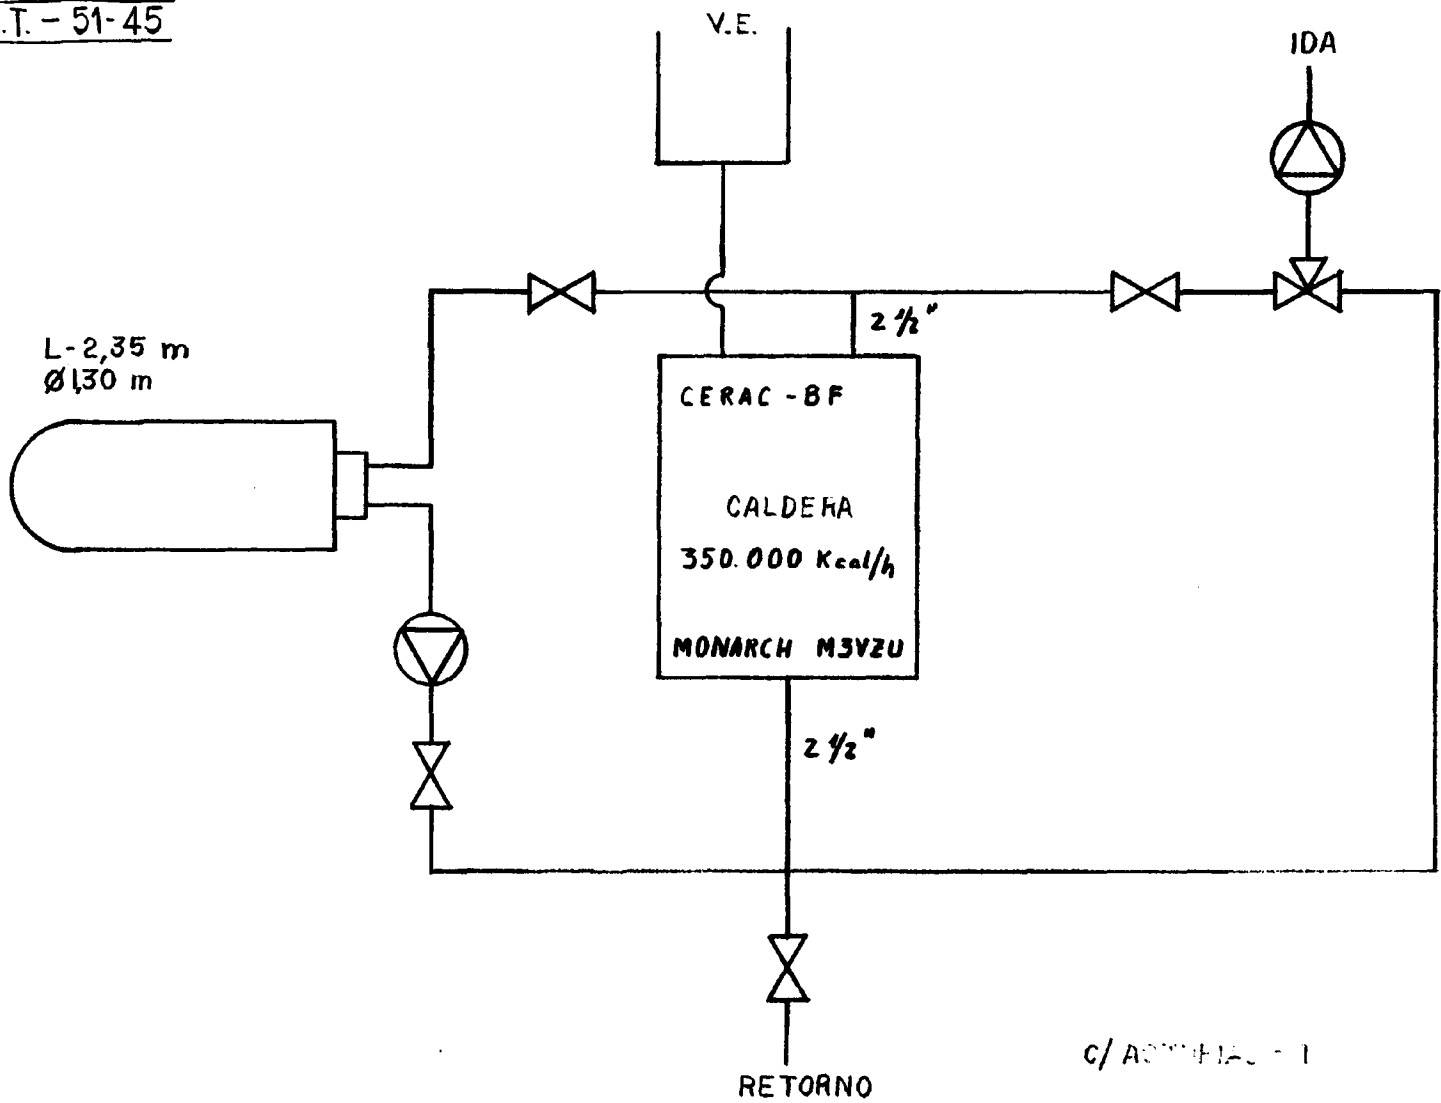 .T. - 51-45
V.E.
IDA
2 1/2"
L-2,35 m
Ø1,30 m
CERAC - BF
CALDERA
350.000 Kcal/h
MONARCH M3VZU
2 1/2"
C/
RETORNO